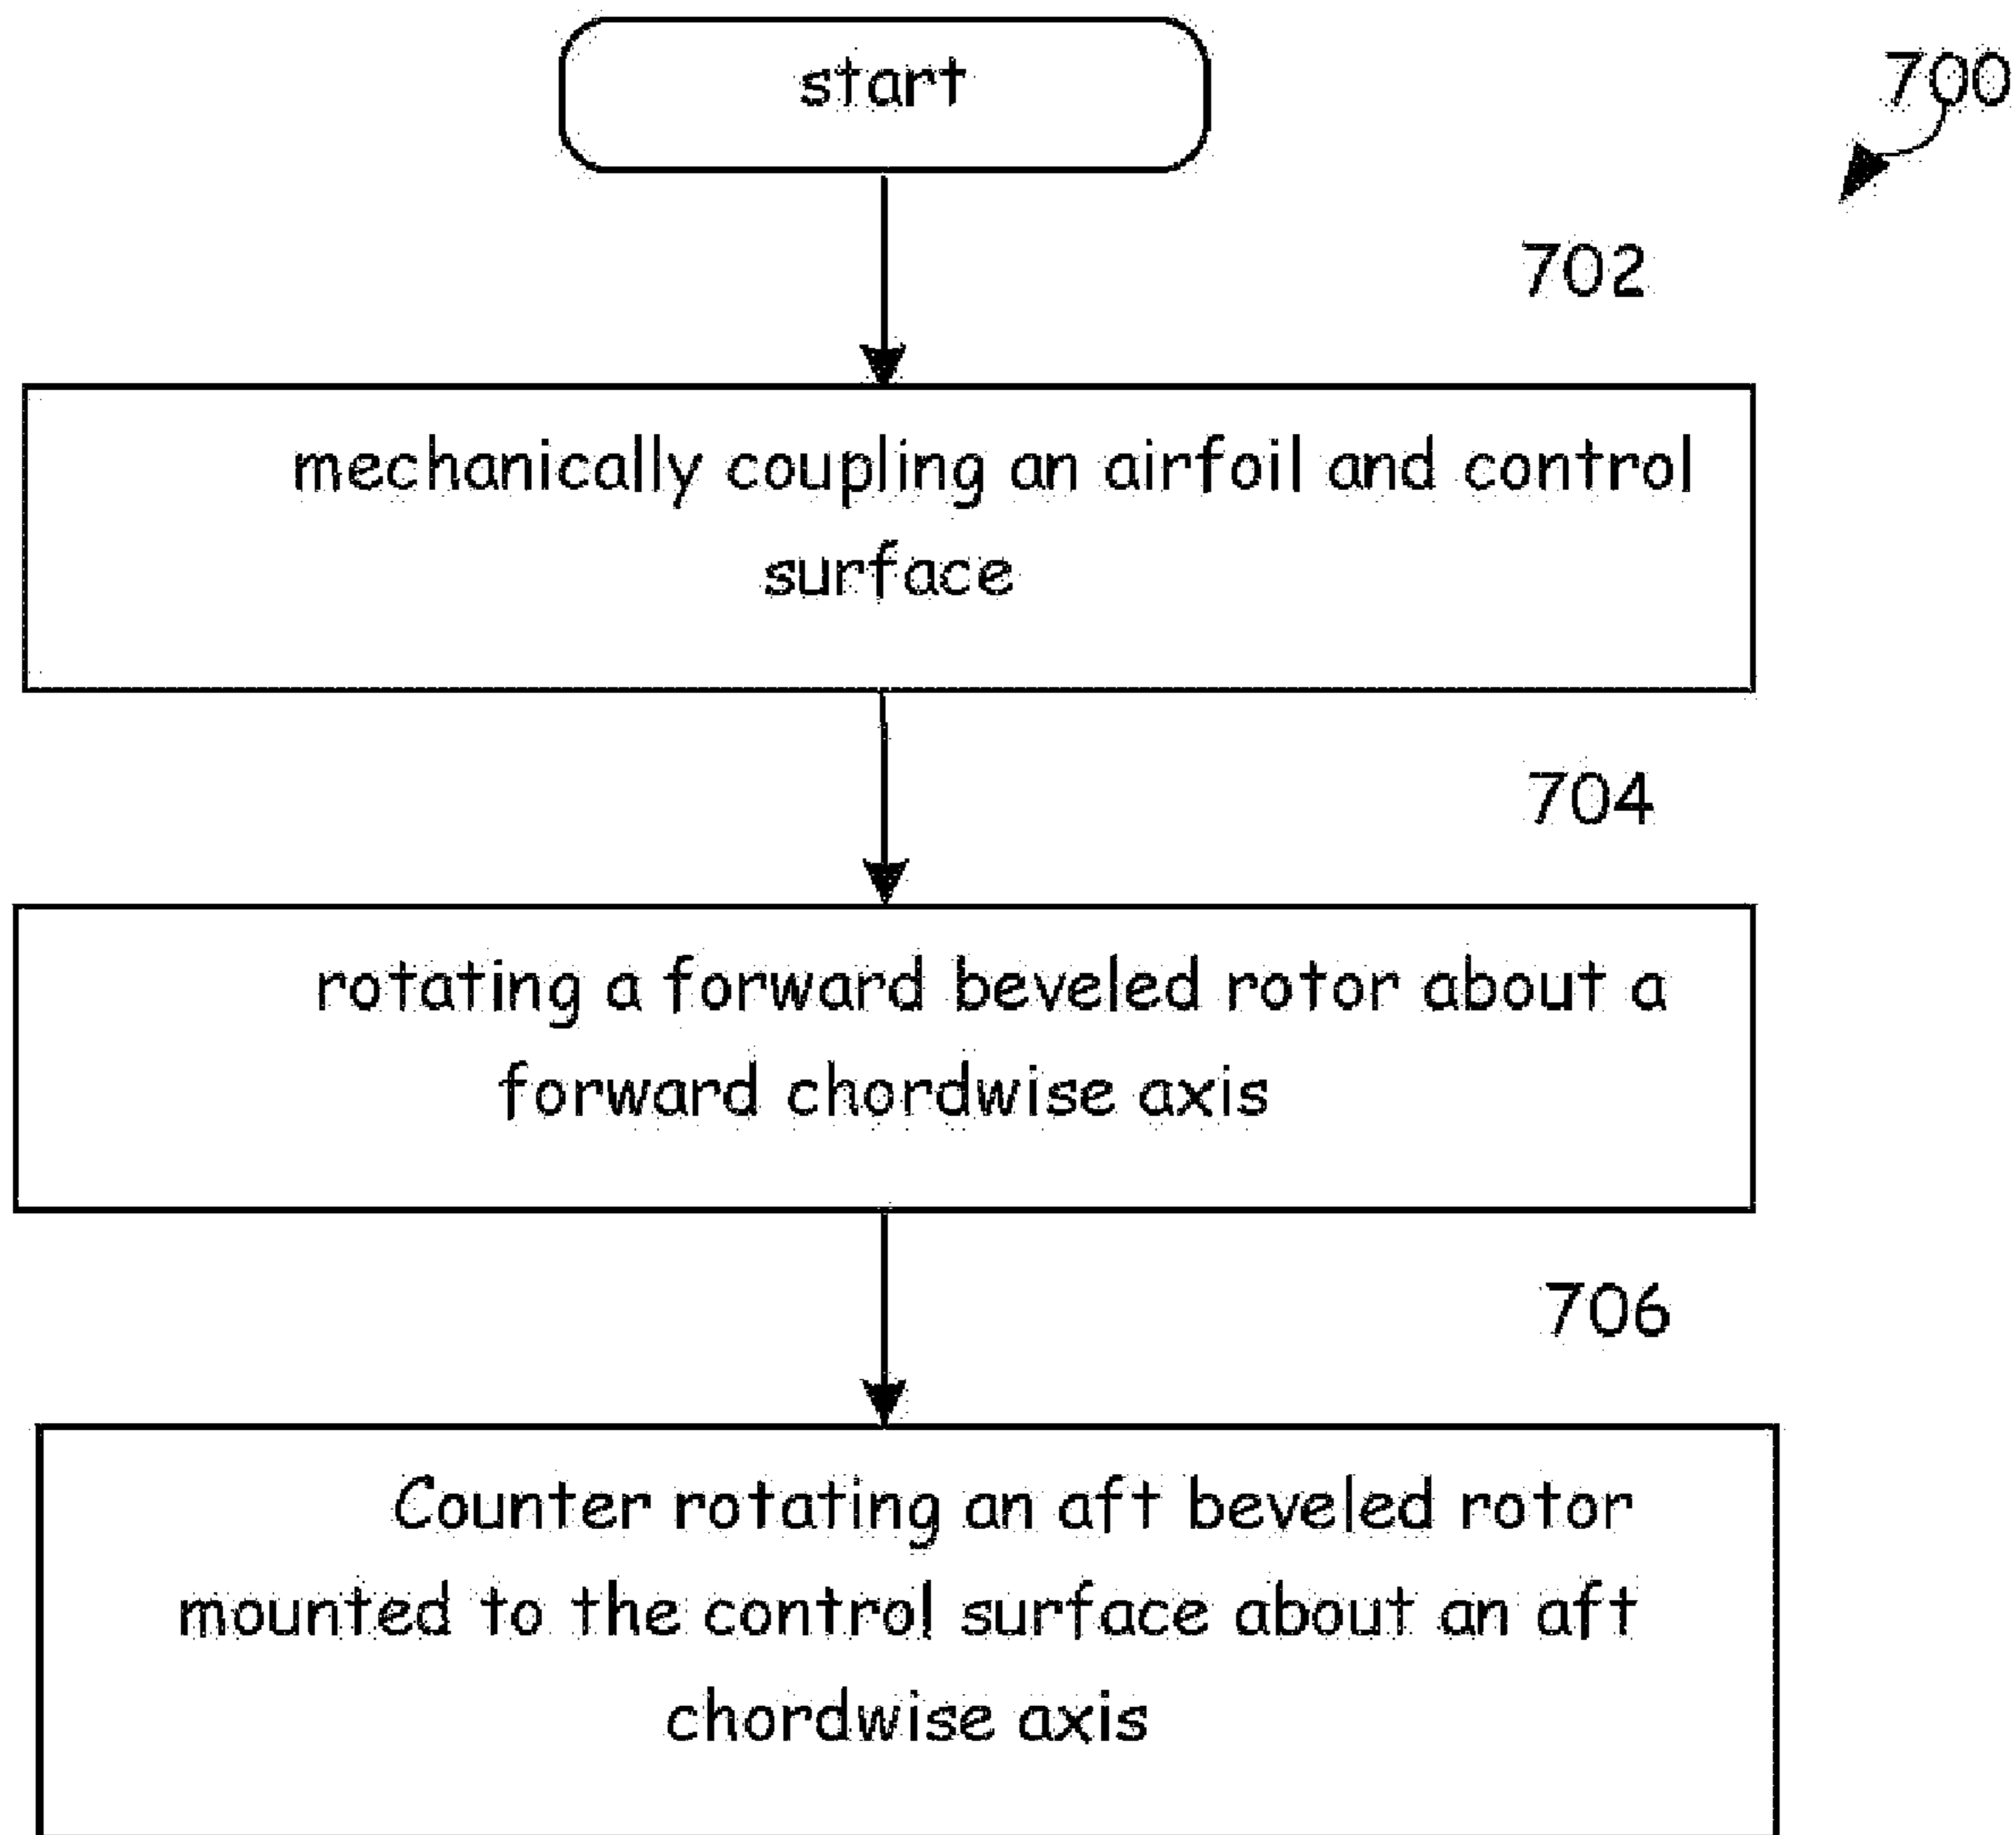 start
700
702
mechanically coupling an airfoil and control
surface
704
rotating a forward beveled rotor about a
forward chordwise axis
706
Counter rotating an aft beveled rotor
mounted to the control surface about an aft
chordwise axis